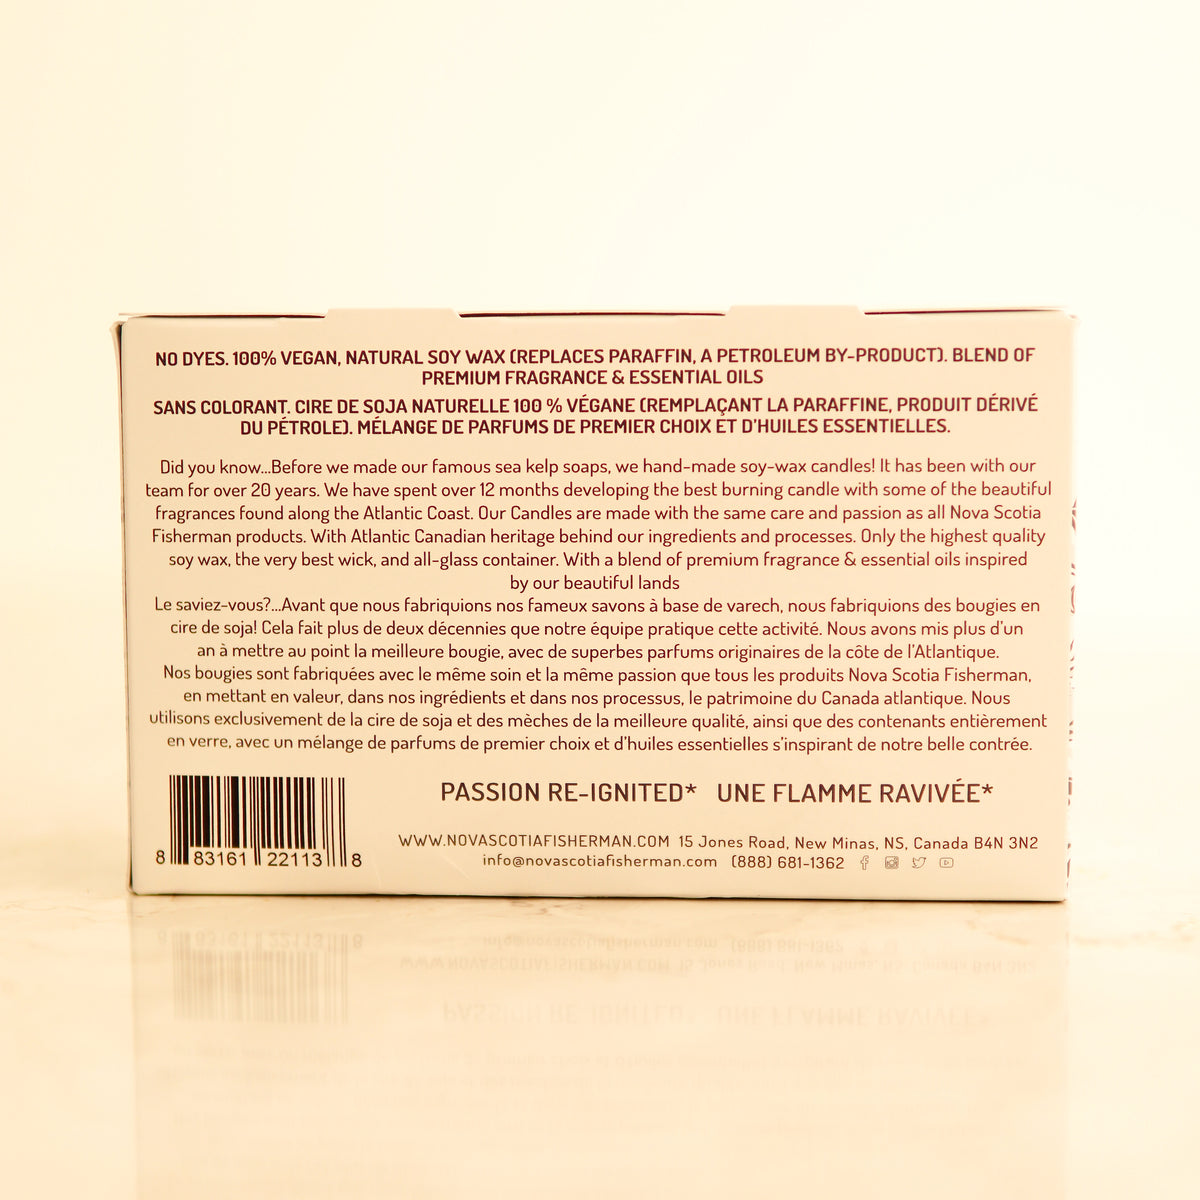 NO DYES. 100% VEGAN, NATURAL SOY WAX (REPLACES PARAFFIN, A PETROLEUM BY-PRODUCT). BLEND OF
PREMIUM FRAGRANCE & ESSENTIAL OILS
SANS COLORANT. CIRE DE SOJA NATURELLE 100 % VÉGANE (REMPLAÇANT LA PARAFFINE, PRODUIT DÉRIVÉ
DU PÉTROLE). MÉLANGE DE PARFUMS DE PREMIER CHOIX ET D'HUILES ESSENTIELLES.
Did you know...Before we made our famous sea kelp soaps, we hand-made soy-wax candles! It has been with our
team for over 20 years. We have spent over 12 months developing the best burning candle with some of the beautiful
fragrances found along the Atlantic Coast. Our Candles are made with the same care and passion as all Nova Scotia
Fisherman products. With Atlantic Canadian heritage behind our ingredients and processes. Only the highest quality
soy wax, the very best wick, and all-glass container. With a blend of premium fragrance & essential oils inspired
by our beautiful lands
Le saviez-vous?...Avant que nous fabriquions nos fameux savons à base de varech, nous fabriquions des bougies en
cire de soja! Cela fait plus de deux décennies que notre équipe pratique cette activité. Nous avons mis plus d'un
an à mettre au point la meilleure bougie, avec de superbes parfums originaires de la côte de l'Atlantique.
Nos bougies sont fabriquées avec le même soin et la même passion que tous les produits Nova Scotia Fisherman,
en mettant en valeur, dans nos ingrédients et dans nos processus, le patrimoine du Canada atlantique. Nous
utilisons exclusivement de la cire de soja et des mèches de la meilleure qualité, ainsi que des contenants entièrement
en verre, avec un mélange de parfums de premier choix et d'huiles essentielles s'inspirant de notre belle contrée.
PASSION RE-IGNITED* UNE FLAMME RAVIVÉE*
WWW.NOVASCOTIAFISHERMAN.COM 15 Jones Road, New Minas, NS, Canada B4N 3N2
info@novascotiafisherman.com (888) 681-1362
8 83161 22113 8